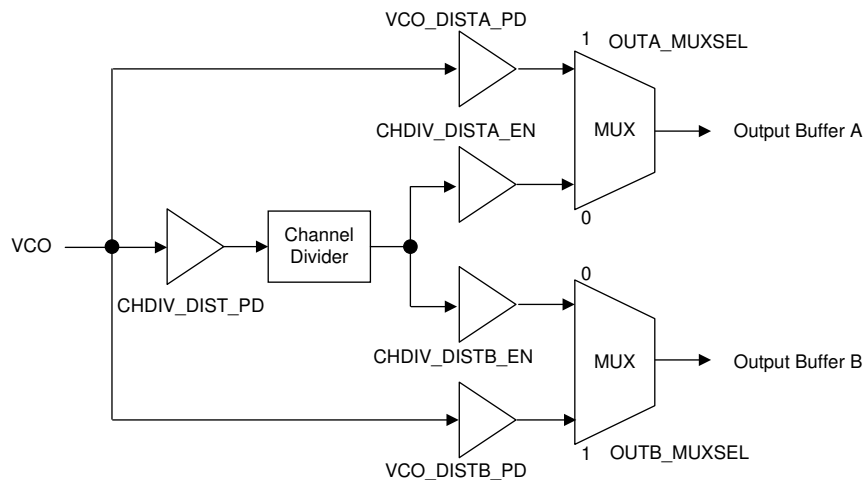 VCO_DISTA_PD
1
OUTA_MUXSEL
CHDIV_DISTA_EN
MUX
Output Buffer A
0
VCO
Channel
Divider
CHDIV_DIST_PD
0
CHDIV_DISTB_EN
MUX
Output Buffer B
1
OUTB_MUXSEL
VCO_DISTB_PD